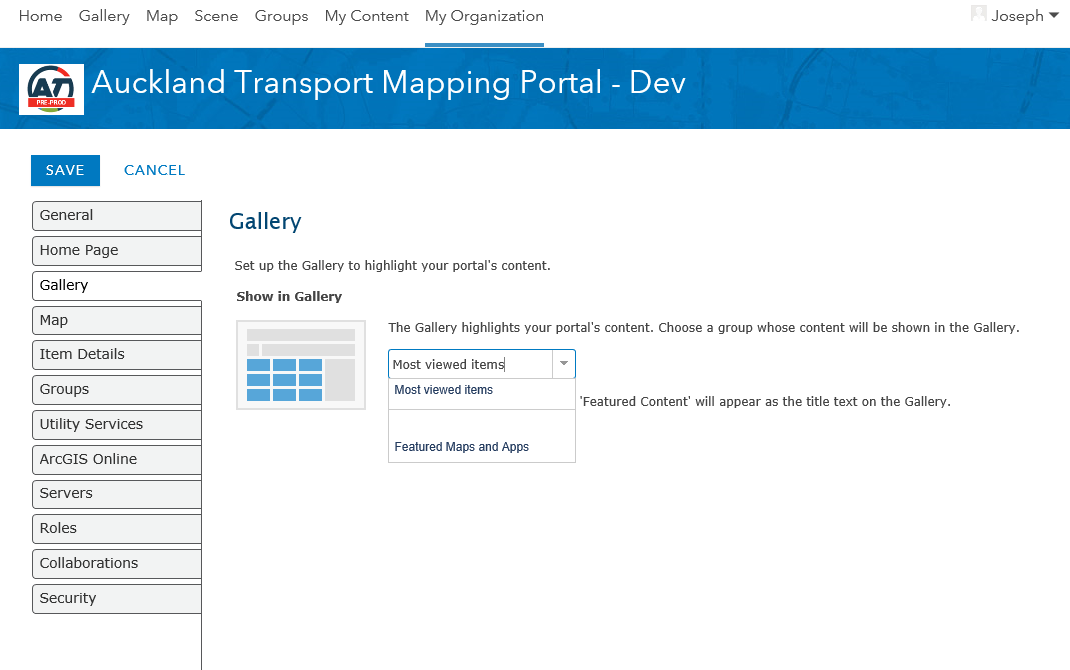 Home Gallery Map Scene Groups My Content My Organization Joseph
AT
PRE-PROD
Auckland Transport Mapping Portal - Dev
SAVE CANCEL
General
Home Page
Gallery
Map
Item Details
Groups
Utility Services
ArcGIS Online
Servers
Roles
Collaborations
Security
Gallery
Set up the Gallery to highlight your portal's content.
Show in Gallery
The Gallery highlights your portal's content. Choose a group whose content will be shown in the Gallery.
Most viewed items
Most viewed items
'Featured Content' will appear as the title text on the Gallery.
Featured Maps and Apps